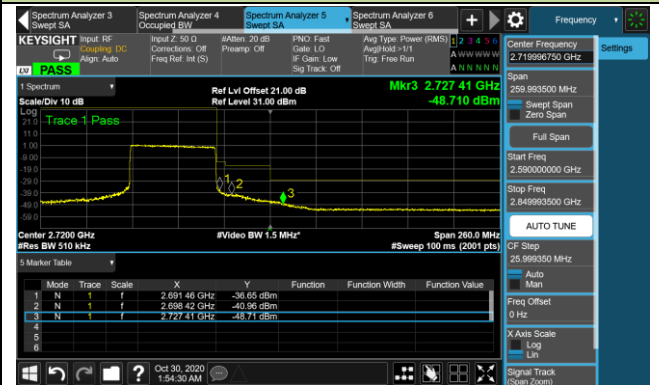 Spectrum Analyzer 3
Swept SA
Spectrum Analyzer 4
Occupied BW
Spectrum Analyzer 5
Swept SA
Spectrum Analyzer 6
Swept SA
Frequency
KEYSIGHT
Input: RF
Coupling: DC
Align: Auto
Input Z: 50 Ω
Corrections: Off
Freq Ref: Int (S)
#Atten: 20 dB
Preamp: Off
PNO: Fast
Gate: LO
IF Gain: Low
Sig Track: Off
Avg Type: Power (RMS)
Avg|Hold:>1/1
Trig: Free Run
1 2 3 4 5 6
A W W W W W
A N N N N N
LXI
PASS
1 Spectrum
Scale/Div 10 dB
Ref Lvl Offset 21.00 dB
Ref Level 31.00 dBm
Mkr3 2.727 41 GHz
-48.710 dBm
Log
Trace 1 Pass
21.0
11.0
1.00
-9.00
-19.0
-29.0
-39.0
-49.0
-59.0
1
2
3
Center 2.7200 GHz
#Res BW 510 kHz
#Video BW 1.5 MHz*
Span 260.0 MHz
#Sweep 100 ms (2001 pts)
5 Marker Table
Mode Trace Scale X Y Function Function Width Function Value
1 N 1 f 2.691 46 GHz -36.65 dBm
2 N 1 f 2.698 42 GHz -40.96 dBm
3 N 1 f 2.727 41 GHz -48.71 dBm
4
5
6
Oct 30, 2020
1:54:30 AM
Center Frequency
2.719996750 GHz
Settings
Span
259.993500 MHz
Swept Span
Zero Span
Full Span
Start Freq
2.590000000 GHz
Stop Freq
2.849993500 GHz
AUTO TUNE
CF Step
25.999350 MHz
Auto
Man
Freq Offset
0 Hz
X Axis Scale
Log
Lin
Signal Track
(Span Zoom)